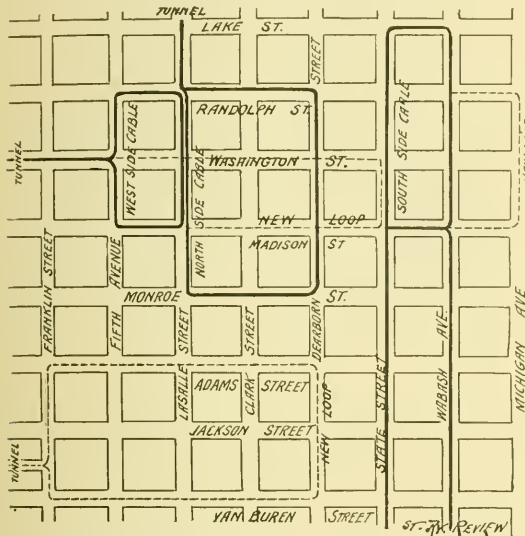 TUNNEL
LAKE ST.
STREET
RANDOLPH ST.
WEST SIDE CABLE
NORTH SIDE CABLE
SOUTH SIDE CABLE
TUNNEL
WASHINGTON ST.
NEW LOOP
MADISON ST
FRANKLIN STREET
FIFTH AVENUE
MONROE ST.
LASALLE STREET
CLARK STREET
DEARBORN
NEW LOOP
STATE STREET
WABASH AVE.
MICHIGAN AVE
ADAMS STREET
JACKSON STREET
TUNNEL
VAN BUREN STREET
ST. RY. REVIEW